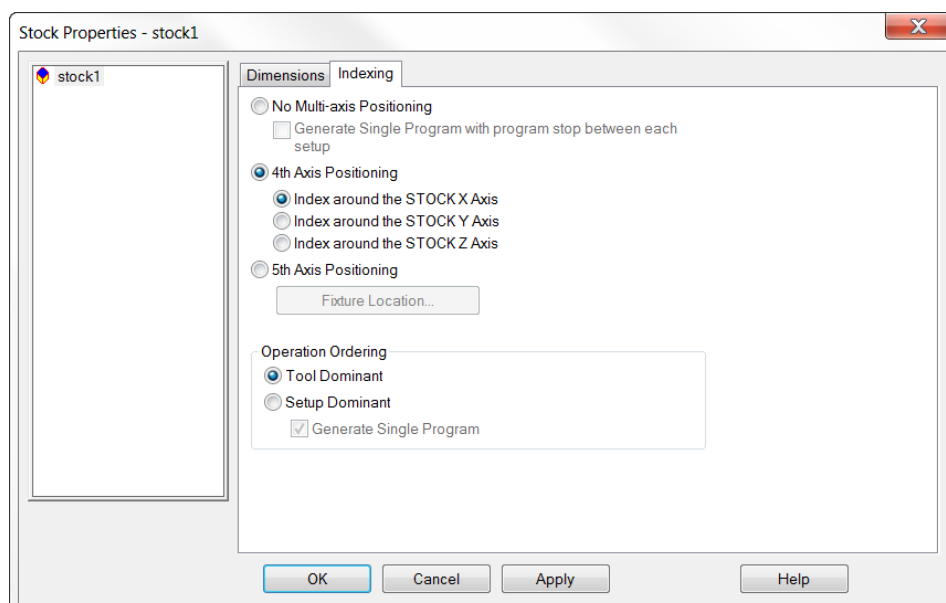 Stock Properties - stock1
stock1
Dimensions
Indexing
No Multi-axis Positioning
Generate Single Program with program stop between each
setup
4th Axis Positioning
Index around the STOCK X Axis
Index around the STOCK Y Axis
Index around the STOCK Z Axis
5th Axis Positioning
Fixture Location...
Operation Ordering
Tool Dominant
Setup Dominant
Generate Single Program
OK
Cancel
Apply
Help